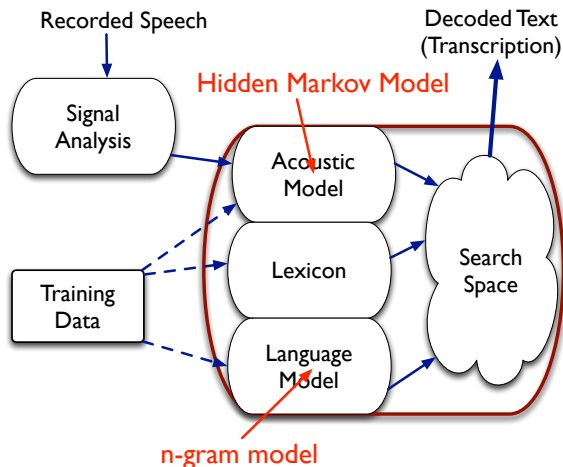 Recorded Speech
Decoded Text
(Transcription)
Hidden Markov Model
Signal
Analysis
Acoustic
Model
Lexicon
Search
Space
Training
Data
Language
Model
n-gram model